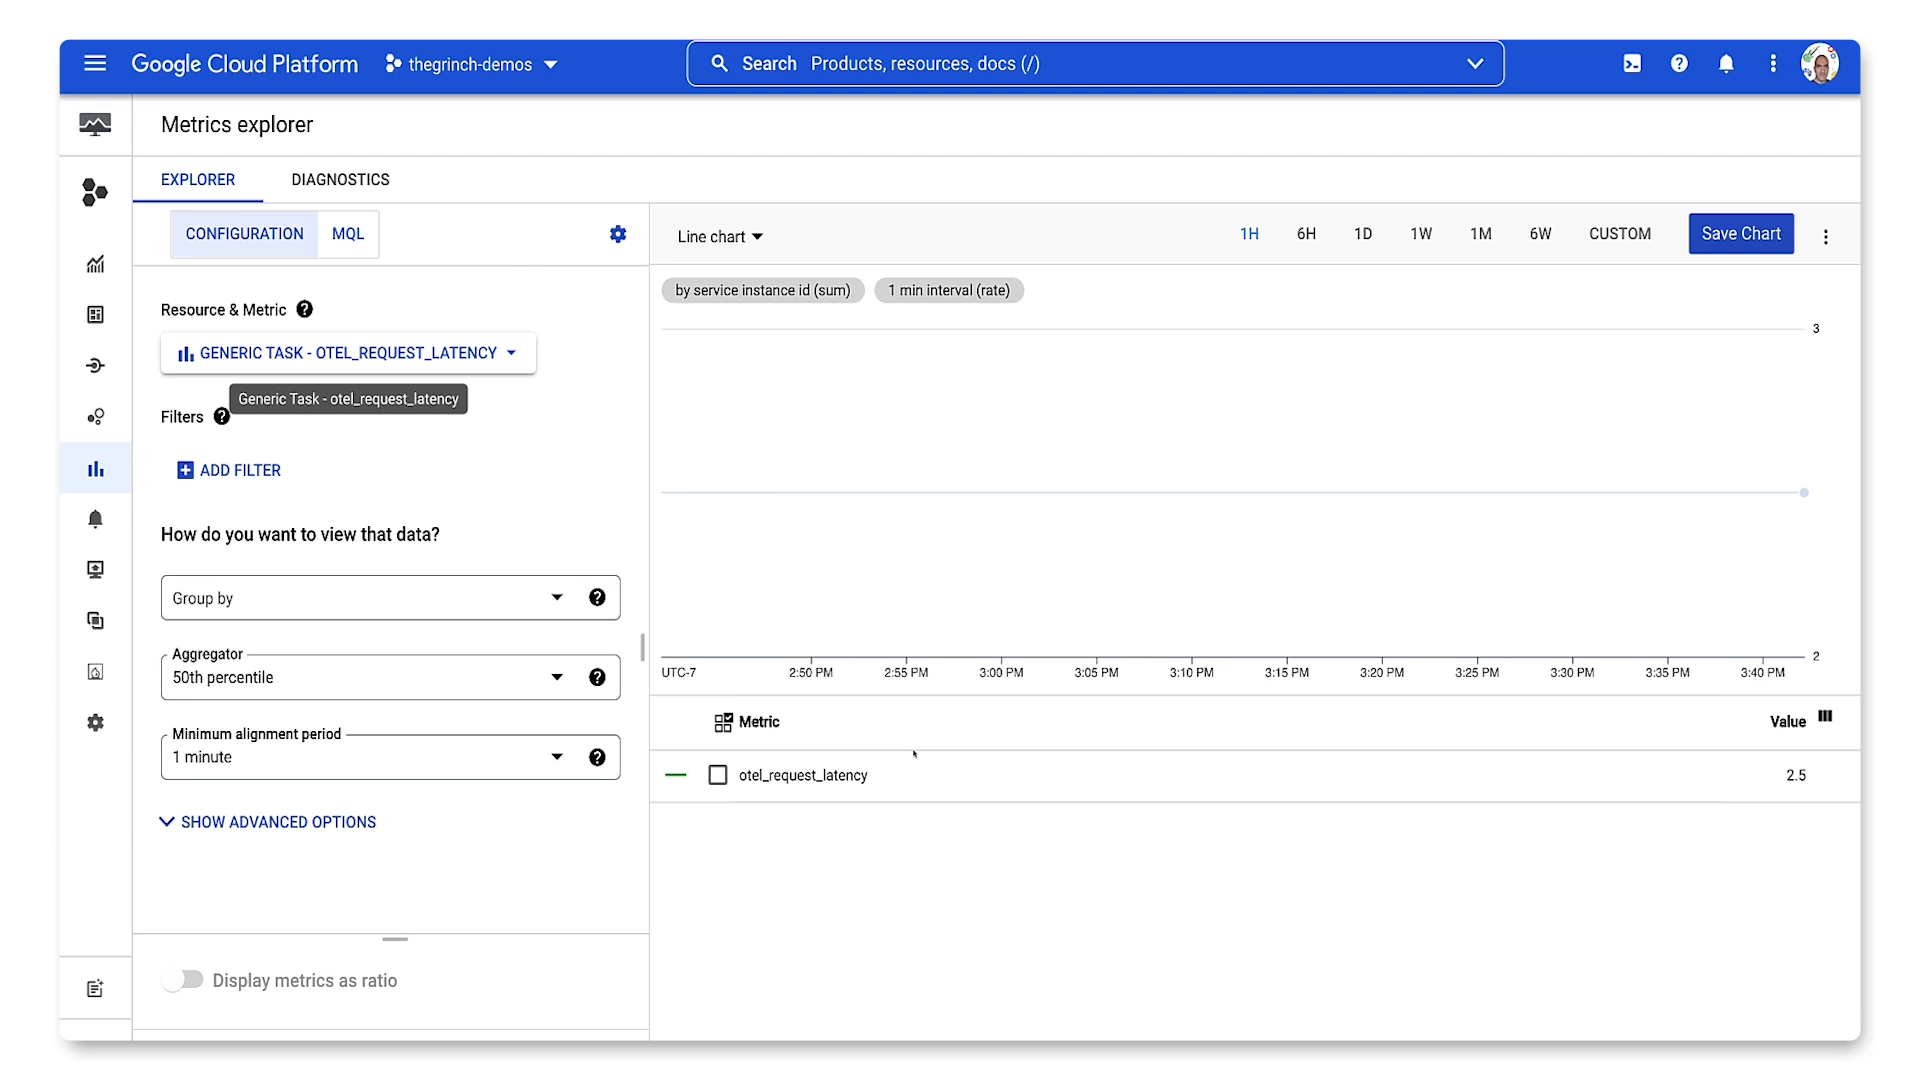 Google Cloud Platform
thegrinch-demos
Search Products, resources, docs (/)
Metrics explorer
EXPLORER
DIAGNOSTICS
CONFIGURATION
MQL
Line chart
1H
6H
1D
1W
1M
6W
CUSTOM
Save Chart
by service instance id (sum)
1 min interval (rate)
Resource & Metric
GENERIC TASK - OTEL_REQUEST_LATENCY
Generic Task - otel_request_latency
Filters
ADD FILTER
How do you want to view that data?
Group by
Aggregator
50th percentile
Minimum alignment period
1 minute
SHOW ADVANCED OPTIONS
Display metrics as ratio
3
2
UTC-7
2:50 PM
2:55 PM
3:00 PM
3:05 PM
3:10 PM
3:15 PM
3:20 PM
3:25 PM
3:30 PM
3:35 PM
3:40 PM
Metric
Value
otel_request_latency
2.5